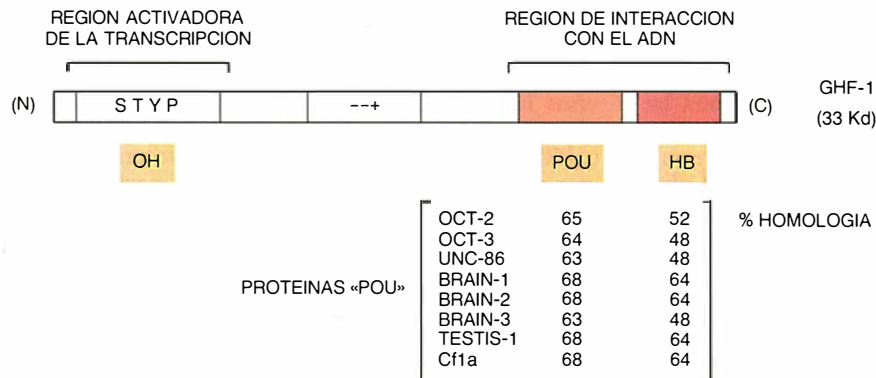 REGION ACTIVADORA
DE LA TRANSCRIPCION
REGION DE INTERACCION
CON EL ADN
(N) S T Y P --+ (C)
GHF-1
(33 Kd)
OH POU HB
OCT-2 65 52 % HOMOLOGIA
OCT-3 64 48
UNC-86 63 48
BRAIN-1 68 64
PROTEINAS «POU»
BRAIN-2 68 64
BRAIN-3 63 48
TESTIS-1 68 64
Cf1a 68 64